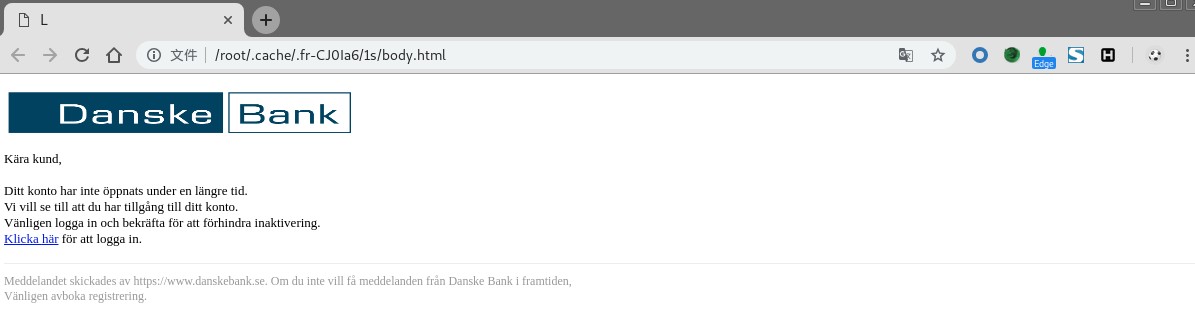 L
文件 /root/.cache/.fr-CJ0Ia6/1s/body.html
Edge
S
H
Danske Bank
Kära kund,
Ditt konto har inte öppnats under en längre tid.
Vi vill se till att du har tillgång till ditt konto.
Vänligen logga in och bekräfta för att förhindra inaktivering.
Klicka här för att logga in.
Meddelandet skickades av https://www.danskebank.se. Om du inte vill få meddelanden från Danske Bank i framtiden,
Vänligen avboka registrering.